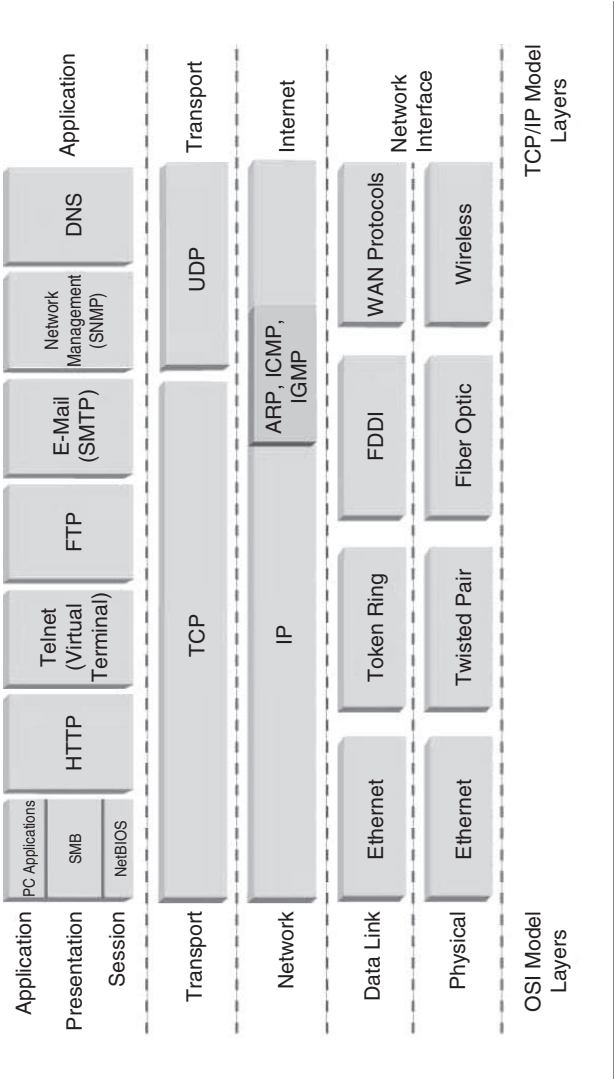 Application
PC Applications
HTTP
Telnet
(Virtual
Terminal)
FTP
E-Mail
(SMTP)
Network
Management
(SNMP)
DNS
Application
Presentation
SMB
Session
NetBIOS
Transport
TCP
UDP
Transport
Network
IP
ARP, ICMP,
IGMP
Internet
Data Link
Ethernet
Token Ring
FDDI
WAN Protocols
Network
Interface
Physical
Ethernet
Twisted Pair
Fiber Optic
Wireless
OSI Model
Layers
TCP/IP Model
Layers